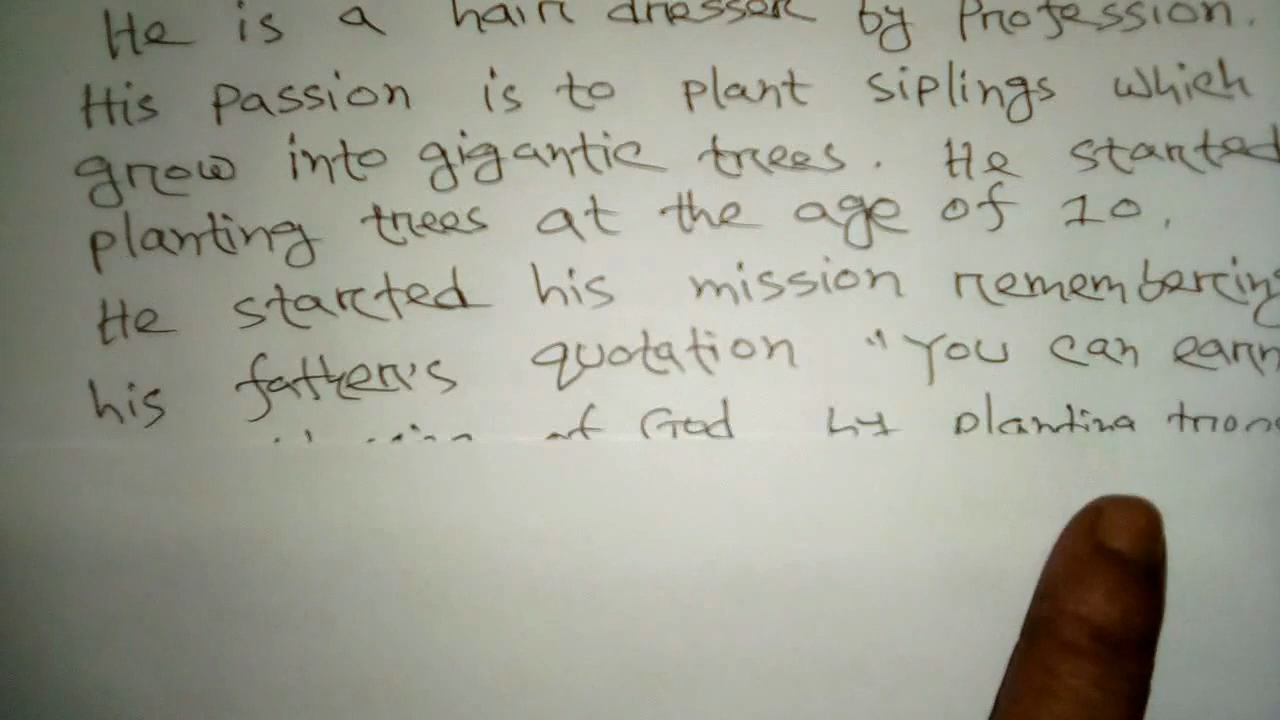 He is a hair dresser by Profession.
His passion is to plant siplings which
grow into gigantic trees. He started
planting trees at the age of 10.
He started his mission remembering
his father's quotation "You can earn
of God by planting